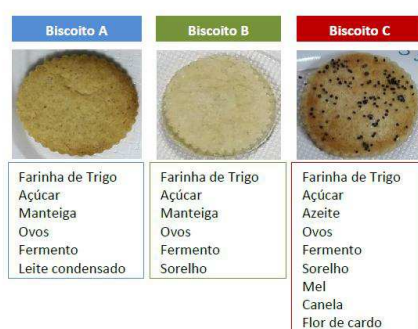 Biscoito A
Farinha de Trigo
Açúcar
Manteiga
Ovos
Fermento
Leite condensado
Biscoito B
Farinha de Trigo
Açúcar
Manteiga
Ovos
Fermento
Sorelho
Biscoito C
Farinha de Trigo
Açúcar
Azeite
Ovos
Fermento
Sorelho
Mel
Canela
Flor de cardo